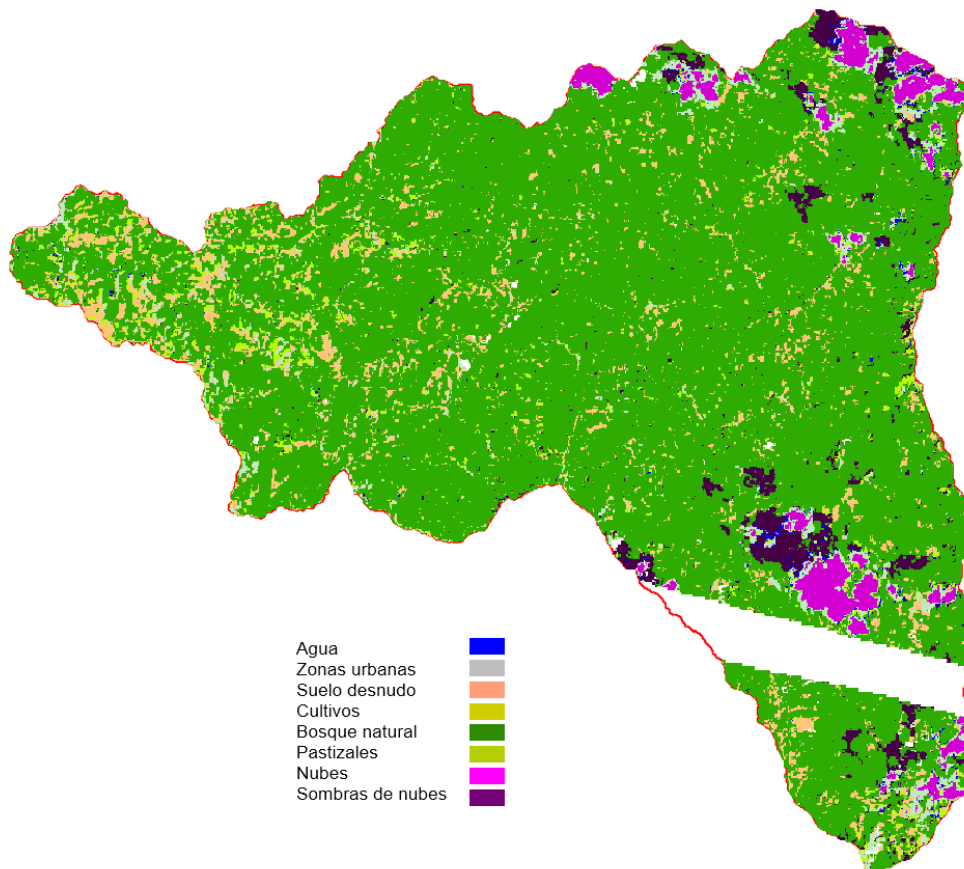 Agua
Zonas urbanas
Suelo desnudo
Cultivos
Bosque natural
Pastizales
Nubes
Sombras de nubes